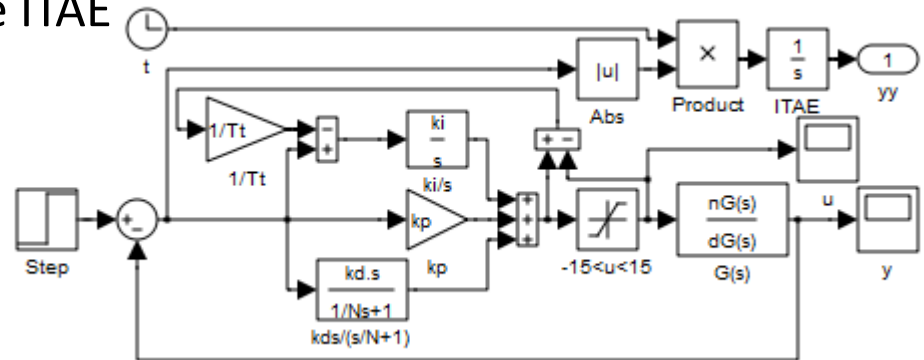 e ITAE
t
|u|
Abs
×
Product
1
s
ITAE
1
yy
1/Tt
1/Tt
−
+
ki
s
ki/s
+ −
Step
−
kp
kp
+
+
+
-15<u<15
nG(s)
dG(s)
G(s)
u
y
kd.s
1/Ns+1
kds/(s/N+1)